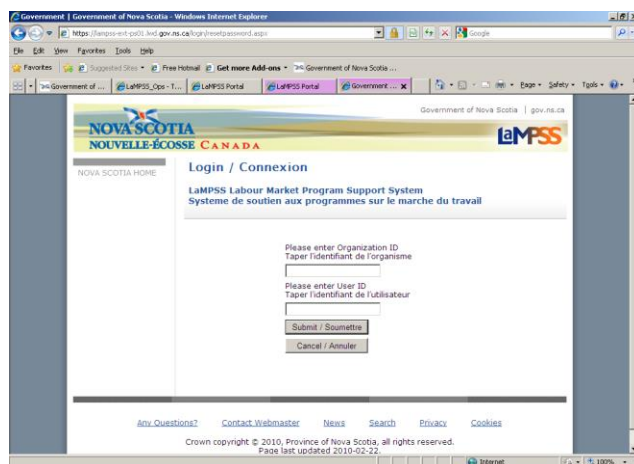 Government | Government of Nova Scotia - Windows Internet Explorer
https://lampss-ext-ps01.lwd.gov.ns.ca/login/resetpassword.aspx
Google
File Edit View Favorites Tools Help
Favorites Suggested Sites Free Hotmail Get more Add-ons Government of Nova Scotia ...
Government of ... LaMPSS_Ops - T... LaMPSS Portal LaMPSS Portal Government ... Page Safety Tools
Government of Nova Scotia | gov.ns.ca
NOVA SCOTIA
NOUVELLE-ÉCOSSE CANADA
LaMPSS
NOVA SCOTIA HOME
Login / Connexion
LaMPSS Labour Market Program Support System
Systeme de soutien aux programmes sur le marche du travail
Please enter Organization ID
Taper l'identifiant de l'organisme
Please enter User ID
Taper l'identifiant de l'utilisateur
Submit / Soumettre
Cancel / Annuler
Any Questions? Contact Webmaster News Search Privacy Cookies
Crown copyright © 2010, Province of Nova Scotia, all rights reserved.
Page last updated 2010-02-22.
Internet 100%